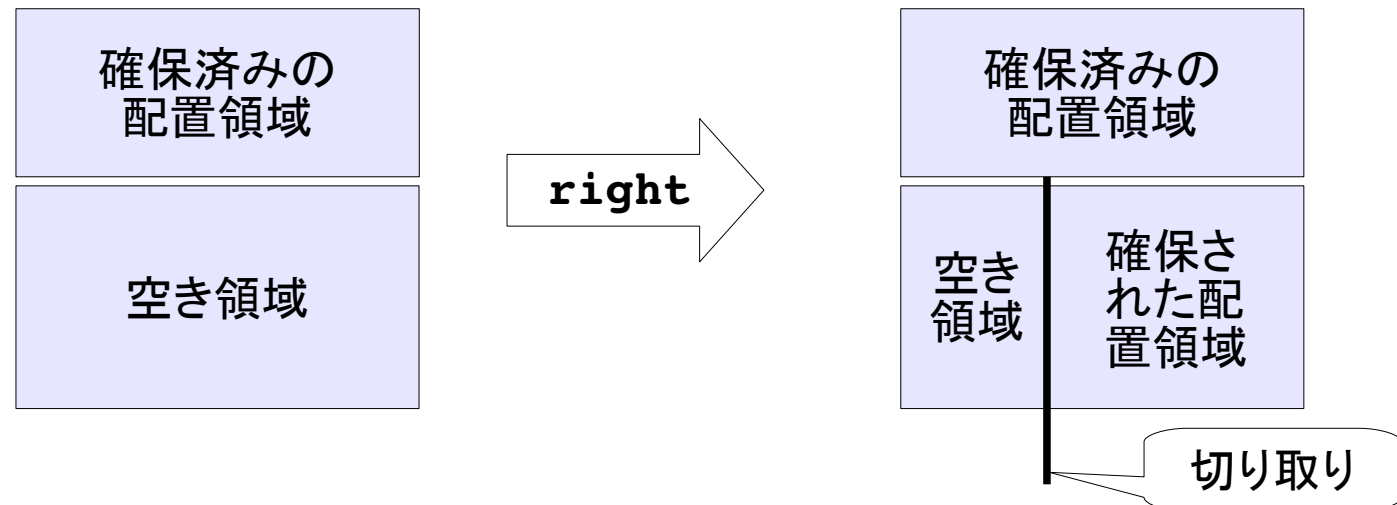 確保済みの
配置領域
空き領域
right
確保済みの
配置領域
空き
領域
確保さ
れた配
置領域
切り取り